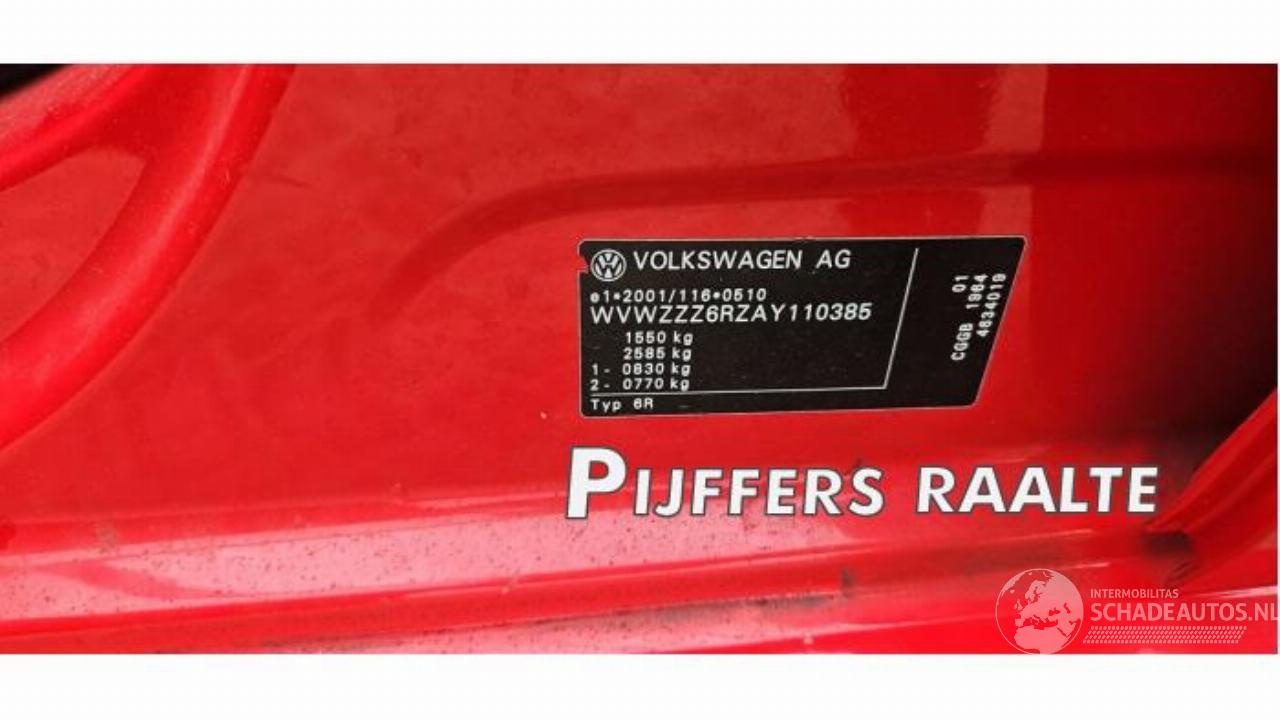 VOLKSWAGEN AG
e1*2001/116*0510
WVWZZZ6RZAY110385
1550 kg
2585 kg
1- 0830 kg
2- 0770 kg
Typ 6R
01
CGGB 1964
4634019
PIJFFERS RAALTE
INTERMOBILITAS
SCHADEAUTOS.NL